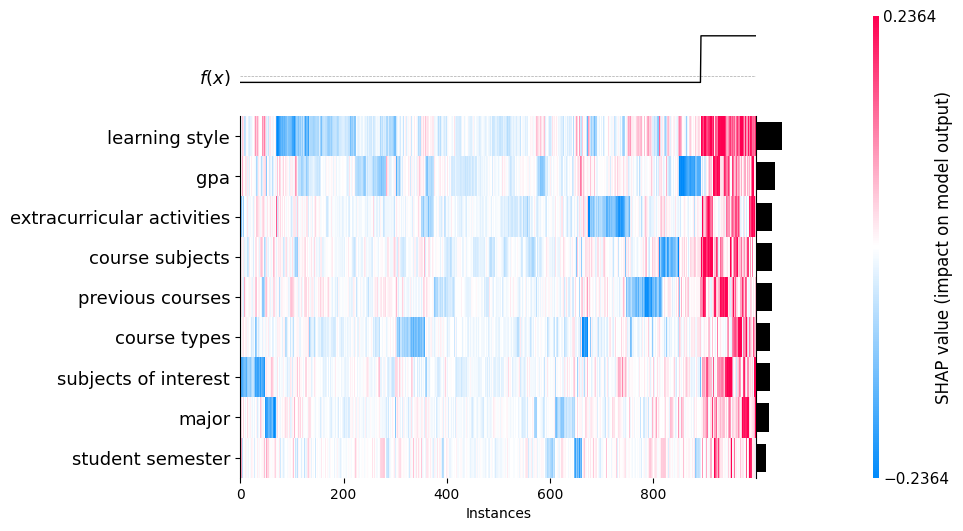 0.2364
f(x)
learning style
gpa
extracurricular activities
course subjects
previous courses
course types
subjects of interest
major
student semester
0 200 400 600 800
Instances
−0.2364
SHAP value (impact on model output)